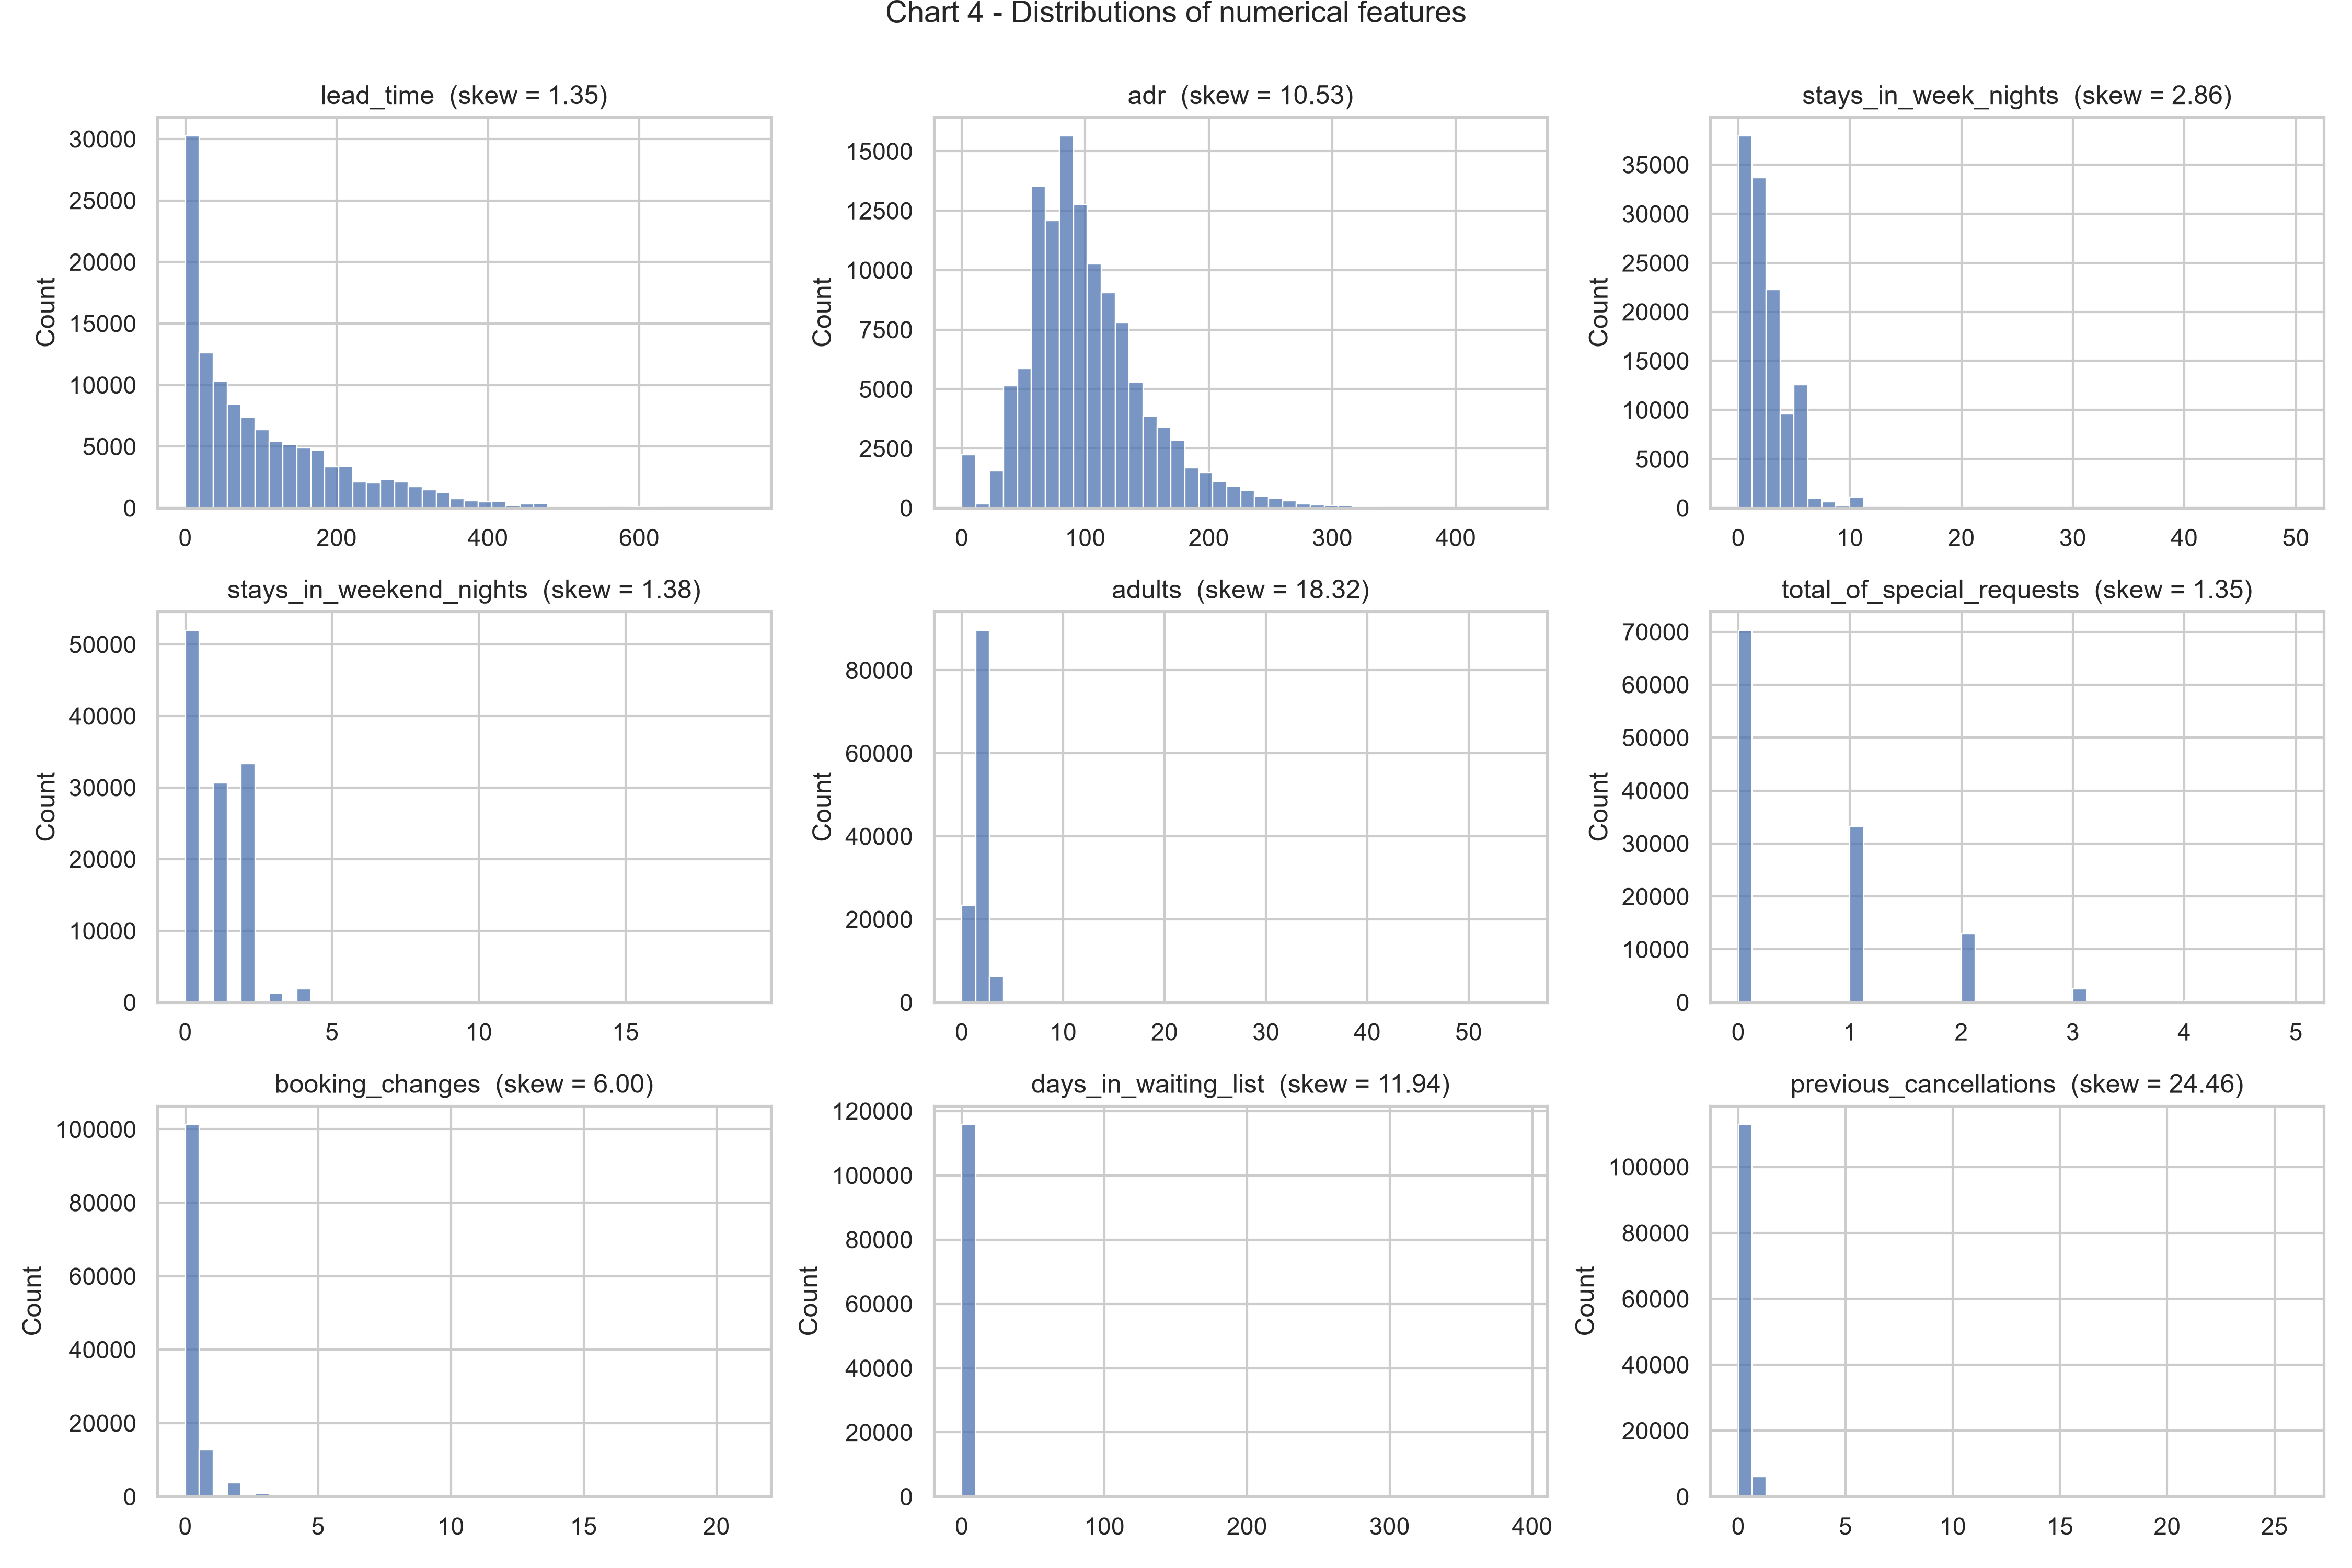 Chart 4 - Distributions of numerical features
lead_time (skew = 1.35)
30000
25000
20000
15000
10000
5000
0
Count
0 200 400 600
adr (skew = 10.53)
15000
12500
10000
7500
5000
2500
0
Count
0 100 200 300 400
stays_in_week_nights (skew = 2.86)
35000
30000
25000
20000
15000
10000
5000
0
Count
0 10 20 30 40 50
stays_in_weekend_nights (skew = 1.38)
50000
40000
30000
20000
10000
0
Count
0 5 10 15
adults (skew = 18.32)
80000
60000
40000
20000
0
Count
0 10 20 30 40 50
total_of_special_requests (skew = 1.35)
70000
60000
50000
40000
30000
20000
10000
0
Count
0 1 2 3 4 5
booking_changes (skew = 6.00)
100000
80000
60000
40000
20000
0
Count
0 5 10 15 20
days_in_waiting_list (skew = 11.94)
120000
100000
80000
60000
40000
20000
0
Count
0 100 200 300 400
previous_cancellations (skew = 24.46)
100000
80000
60000
40000
20000
0
Count
0 5 10 15 20 25